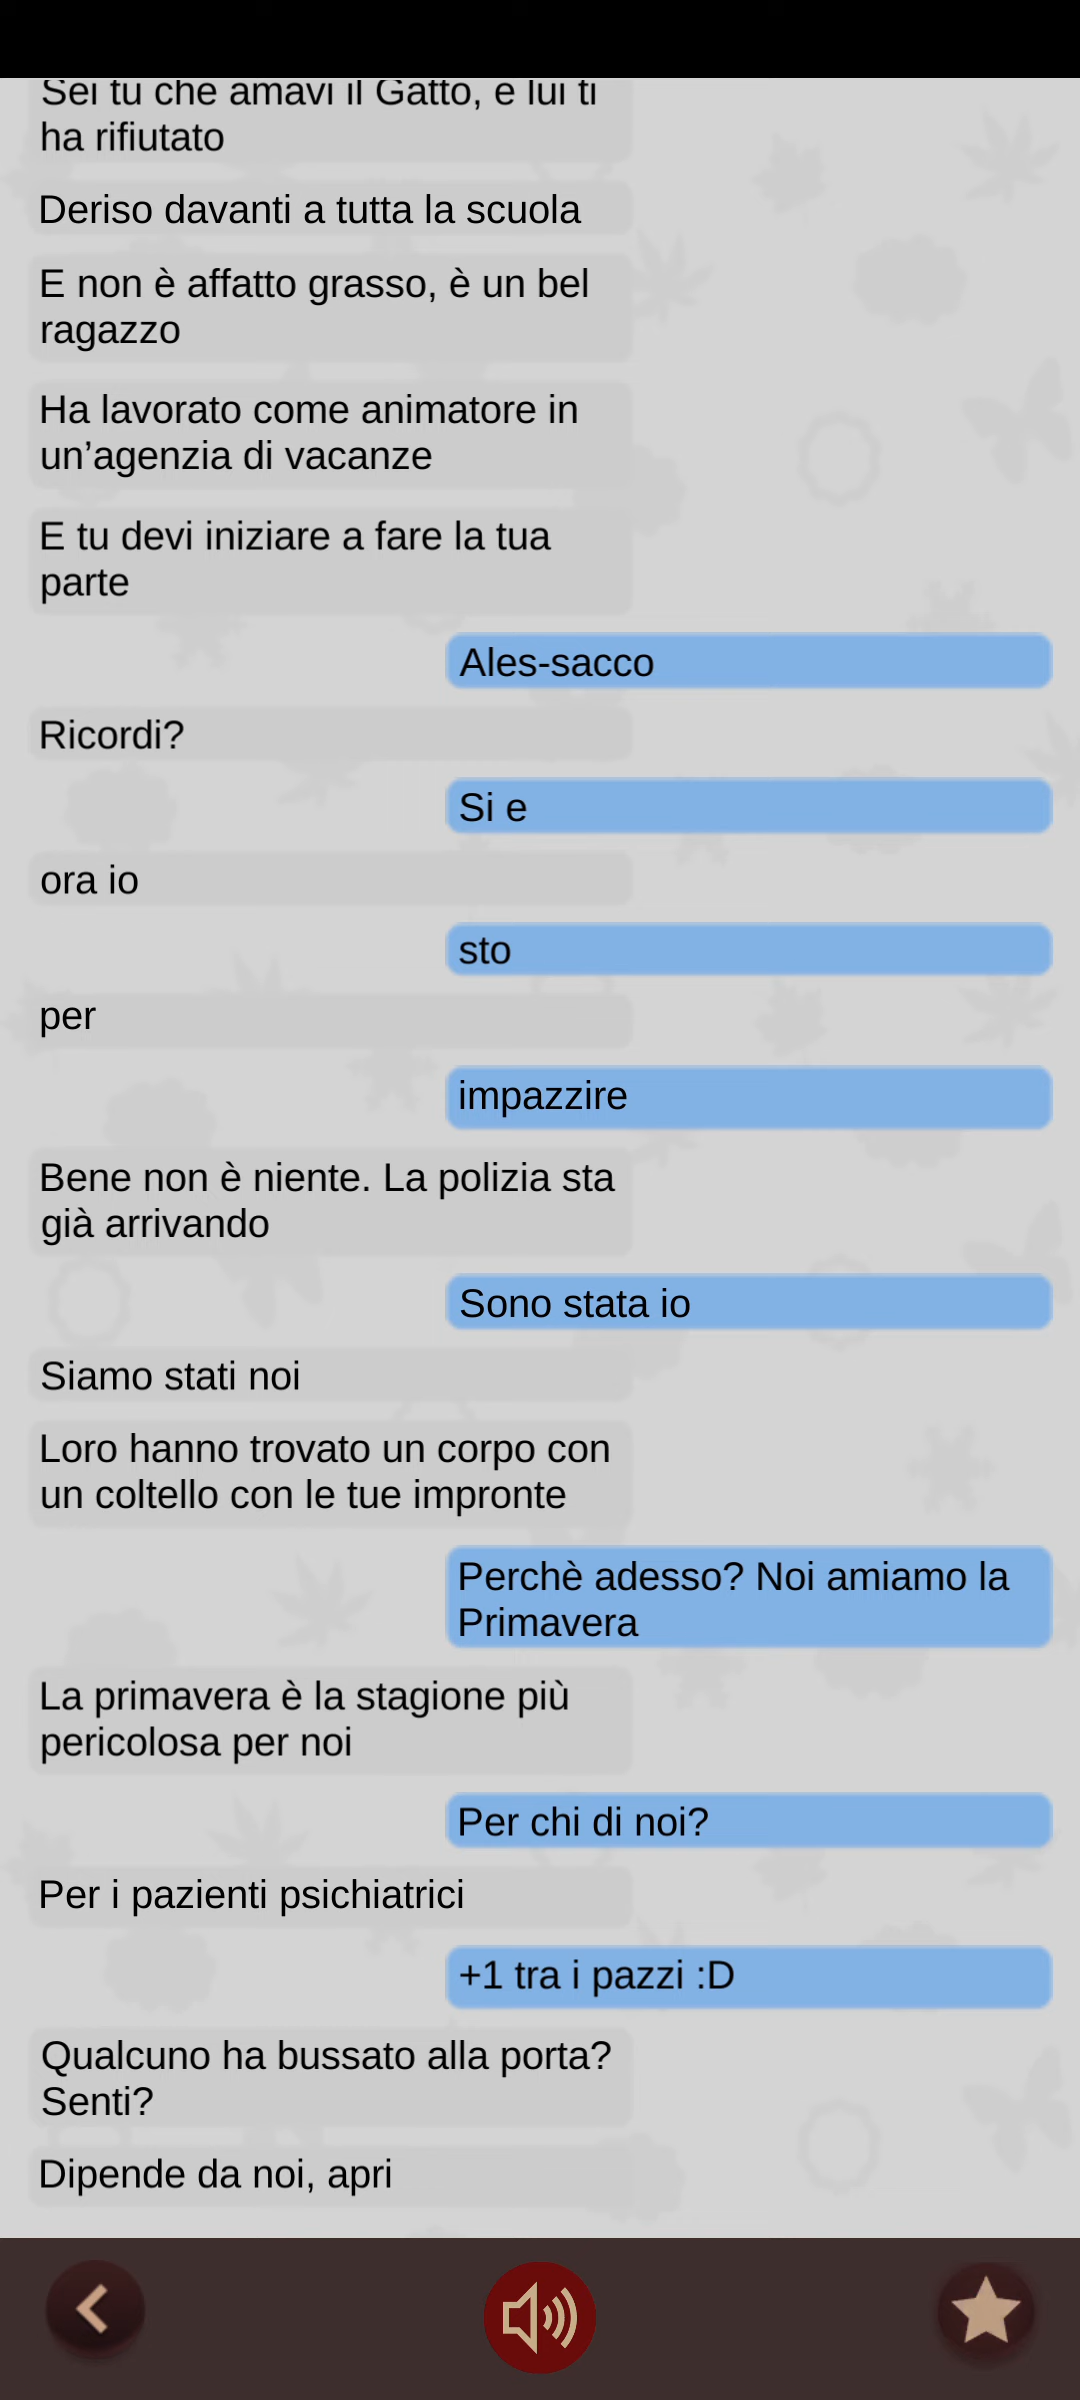 Sei tu che amavi il Gatto, e lui ti
ha rifiutato
Deriso davanti a tutta la scuola
E non è affatto grasso, è un bel
ragazzo
Ha lavorato come animatore in
un’agenzia di vacanze
E tu devi iniziare a fare la tua
parte
Ales-sacco
Ricordi?
Si e
ora io
sto
per
impazzire
Bene non è niente. La polizia sta
già arrivando
Sono stata io
Siamo stati noi
Loro hanno trovato un corpo con
un coltello con le tue impronte
Perchè adesso? Noi amiamo la
Primavera
La primavera è la stagione più
pericolosa per noi
Per chi di noi?
Per i pazienti psichiatrici
+1 tra i pazzi :D
Qualcuno ha bussato alla porta?
Senti?
Dipende da noi, apri